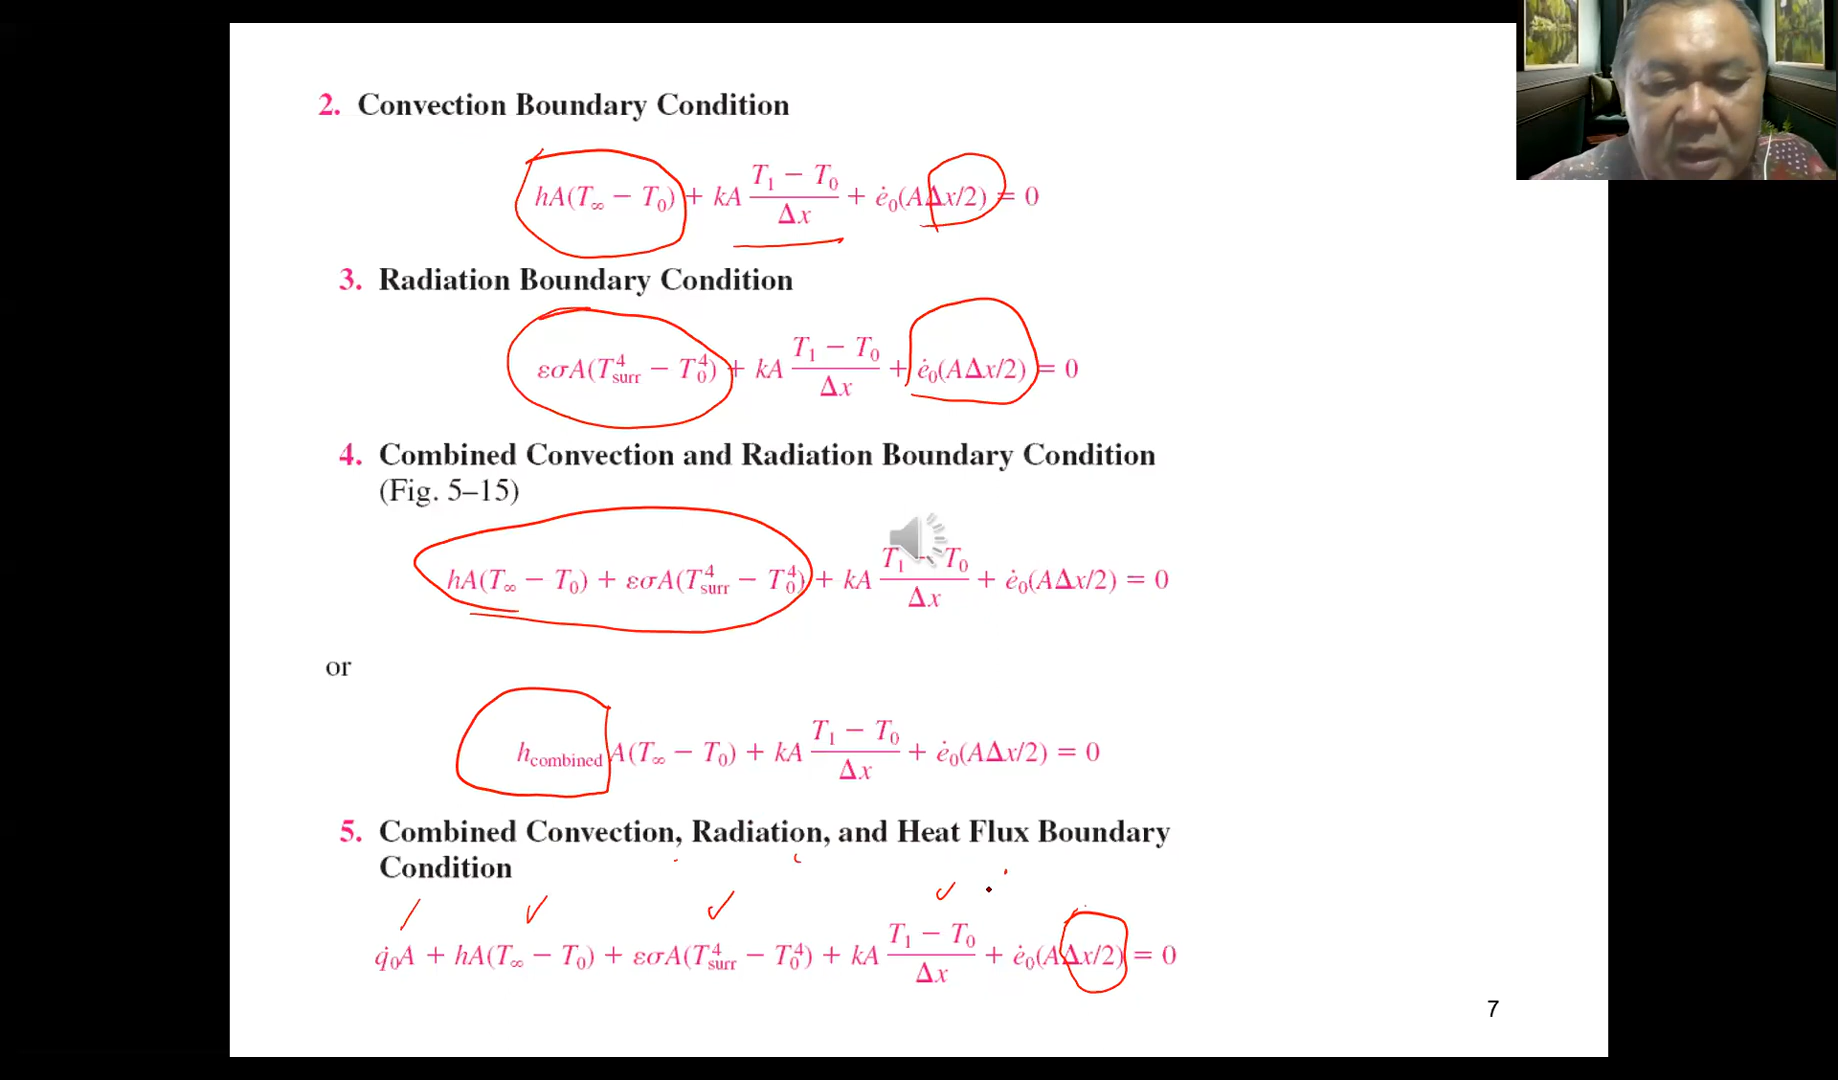 2. Convection Boundary Condition
hA(T∞ − T₀) + kA (T₁ − T₀)/Δx + ė₀(AΔx/2) = 0
3. Radiation Boundary Condition
εσA(T⁴surr − T₀⁴) + kA (T₁ − T₀)/Δx + ė₀(AΔx/2) = 0
4. Combined Convection and Radiation Boundary Condition
(Fig. 5–15)
hA(T∞ − T₀) + εσA(T⁴surr − T₀⁴) + kA (T₁ − T₀)/Δx + ė₀(AΔx/2) = 0
or
hcombined A(T∞ − T₀) + kA (T₁ − T₀)/Δx + ė₀(AΔx/2) = 0
5. Combined Convection, Radiation, and Heat Flux Boundary
Condition
q̇₀A + hA(T∞ − T₀) + εσA(T⁴surr − T₀⁴) + kA (T₁ − T₀)/Δx + ė₀(AΔx/2) = 0
7